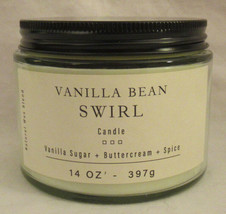 VANILLA BEAN
SWIRL
Candle
Vanilla Sugar + Buttercream + Spice
14 OZ' - 397g